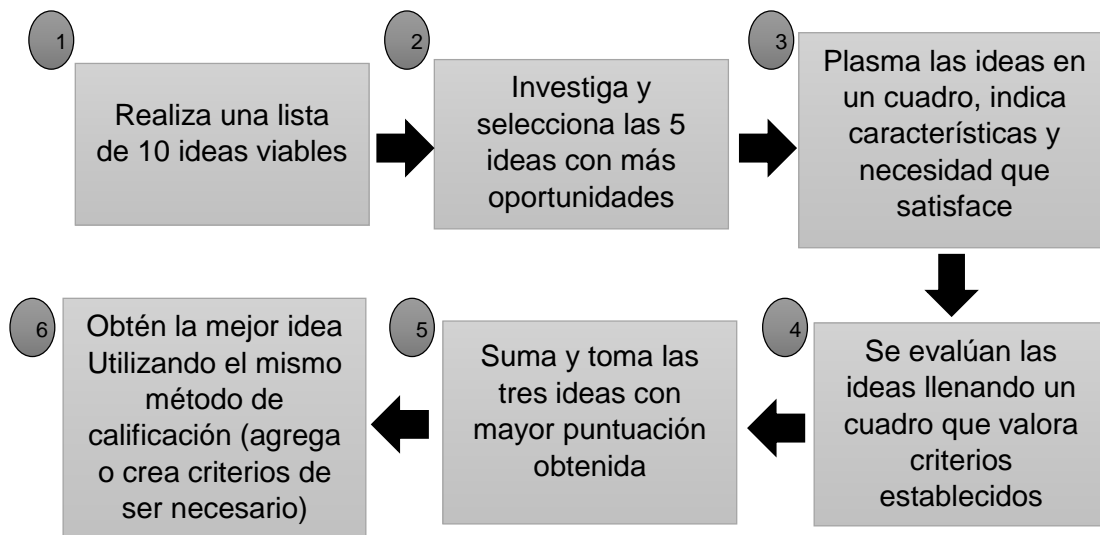 1
Realiza una lista
de 10 ideas viables
2
Investiga y
selecciona las 5
ideas con más
oportunidades
3
Plasma las ideas en
un cuadro, indica
características y
necesidad que
satisface
4
Se evalúan las
ideas llenando un
cuadro que valora
criterios
establecidos
5
Suma y toma las
tres ideas con
mayor puntuación
obtenida
6
Obtén la mejor idea
Utilizando el mismo
método de
calificación (agrega
o crea criterios de
ser necesario)